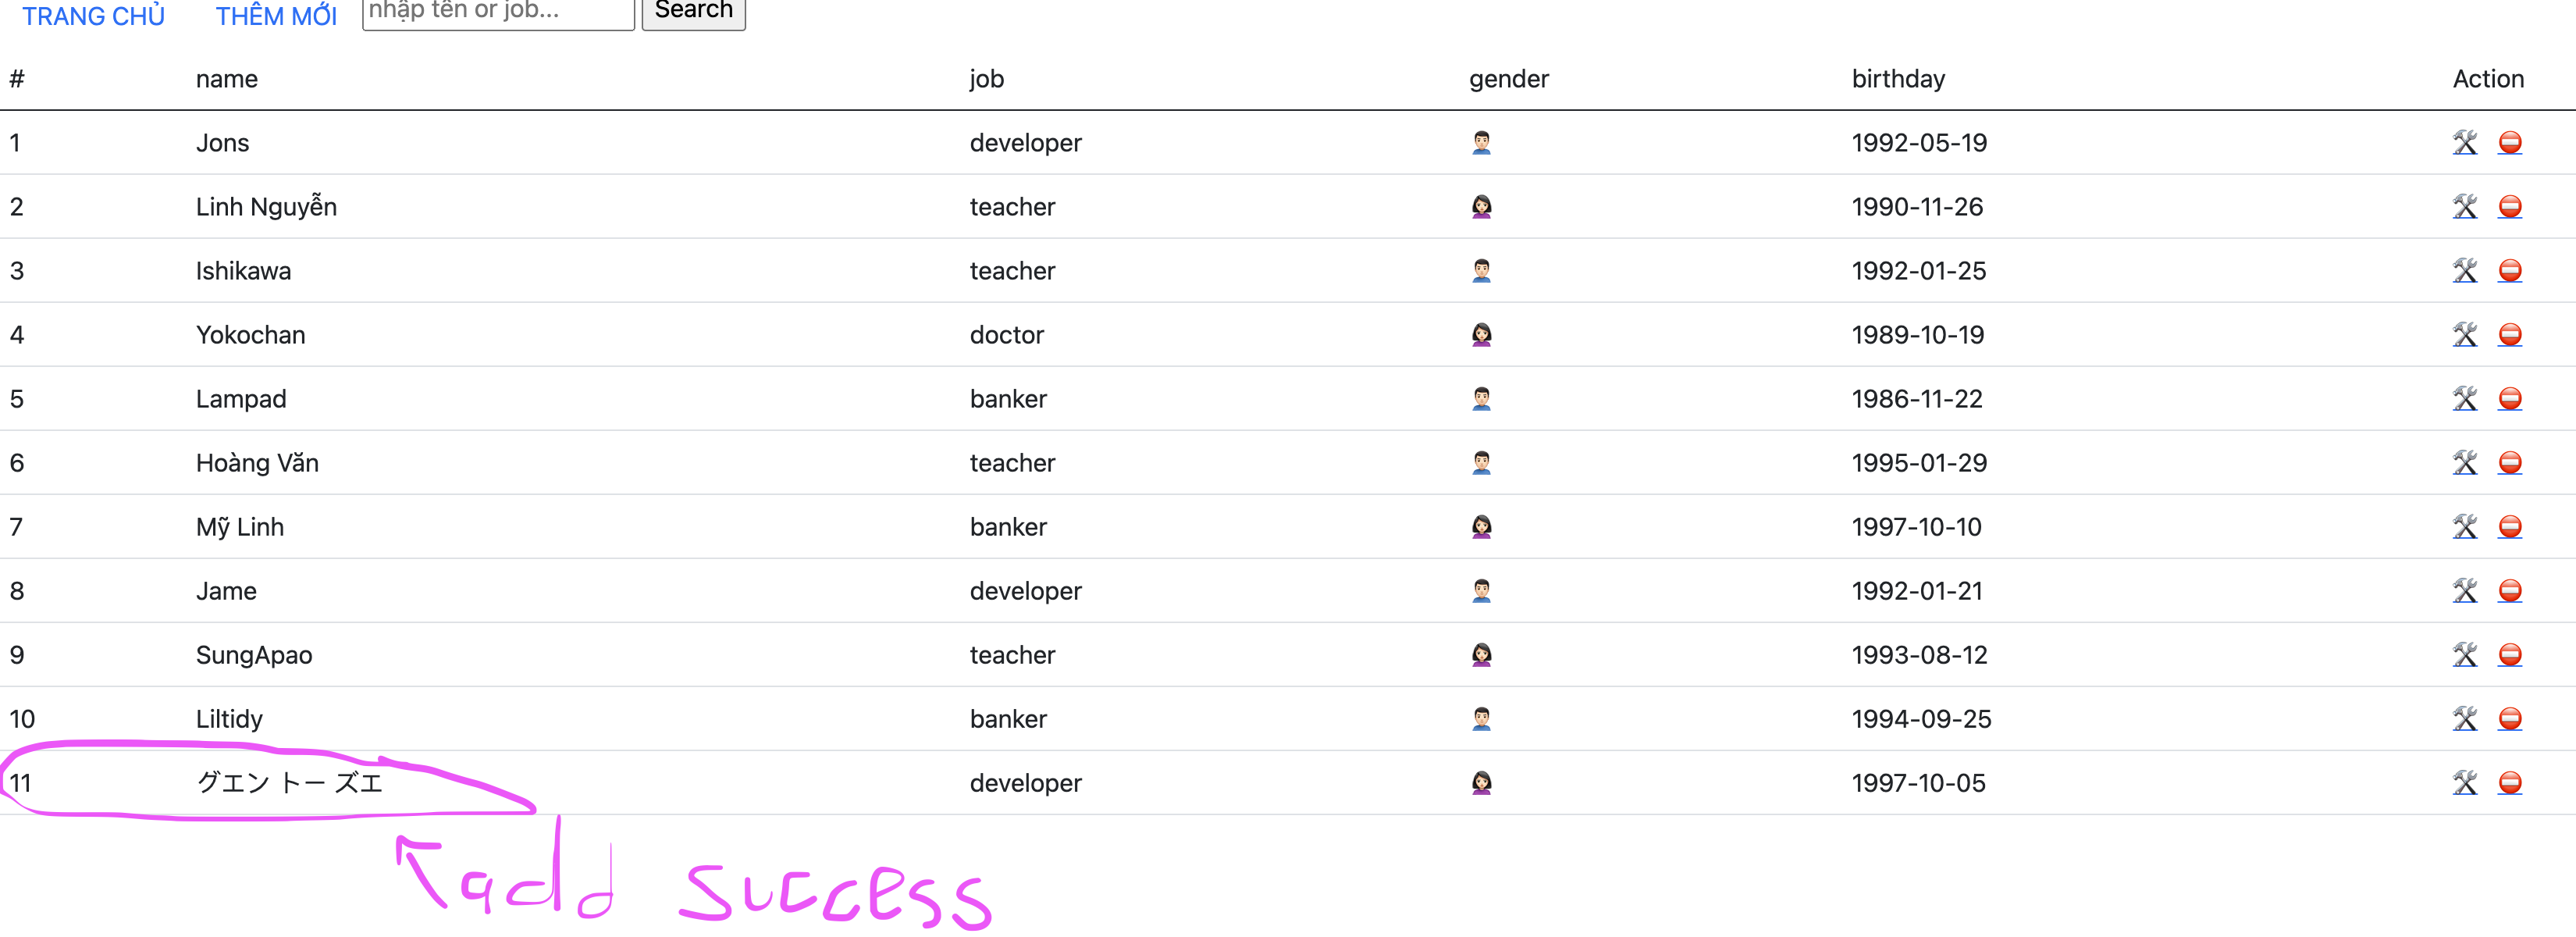 TRANG CHỦ THÊM MỚI nhập tên or job... Search
# name job gender birthday Action
1 Jons developer 1992-05-19
2 Linh Nguyễn teacher 1990-11-26
3 Ishikawa teacher 1992-01-25
4 Yokochan doctor 1989-10-19
5 Lampad banker 1986-11-22
6 Hoàng Văn teacher 1995-01-29
7 Mỹ Linh banker 1997-10-10
8 Jame developer 1992-01-21
9 SungApao teacher 1993-08-12
10 Liltidy banker 1994-09-25
11 グエン トー ズエ developer 1997-10-05
add success